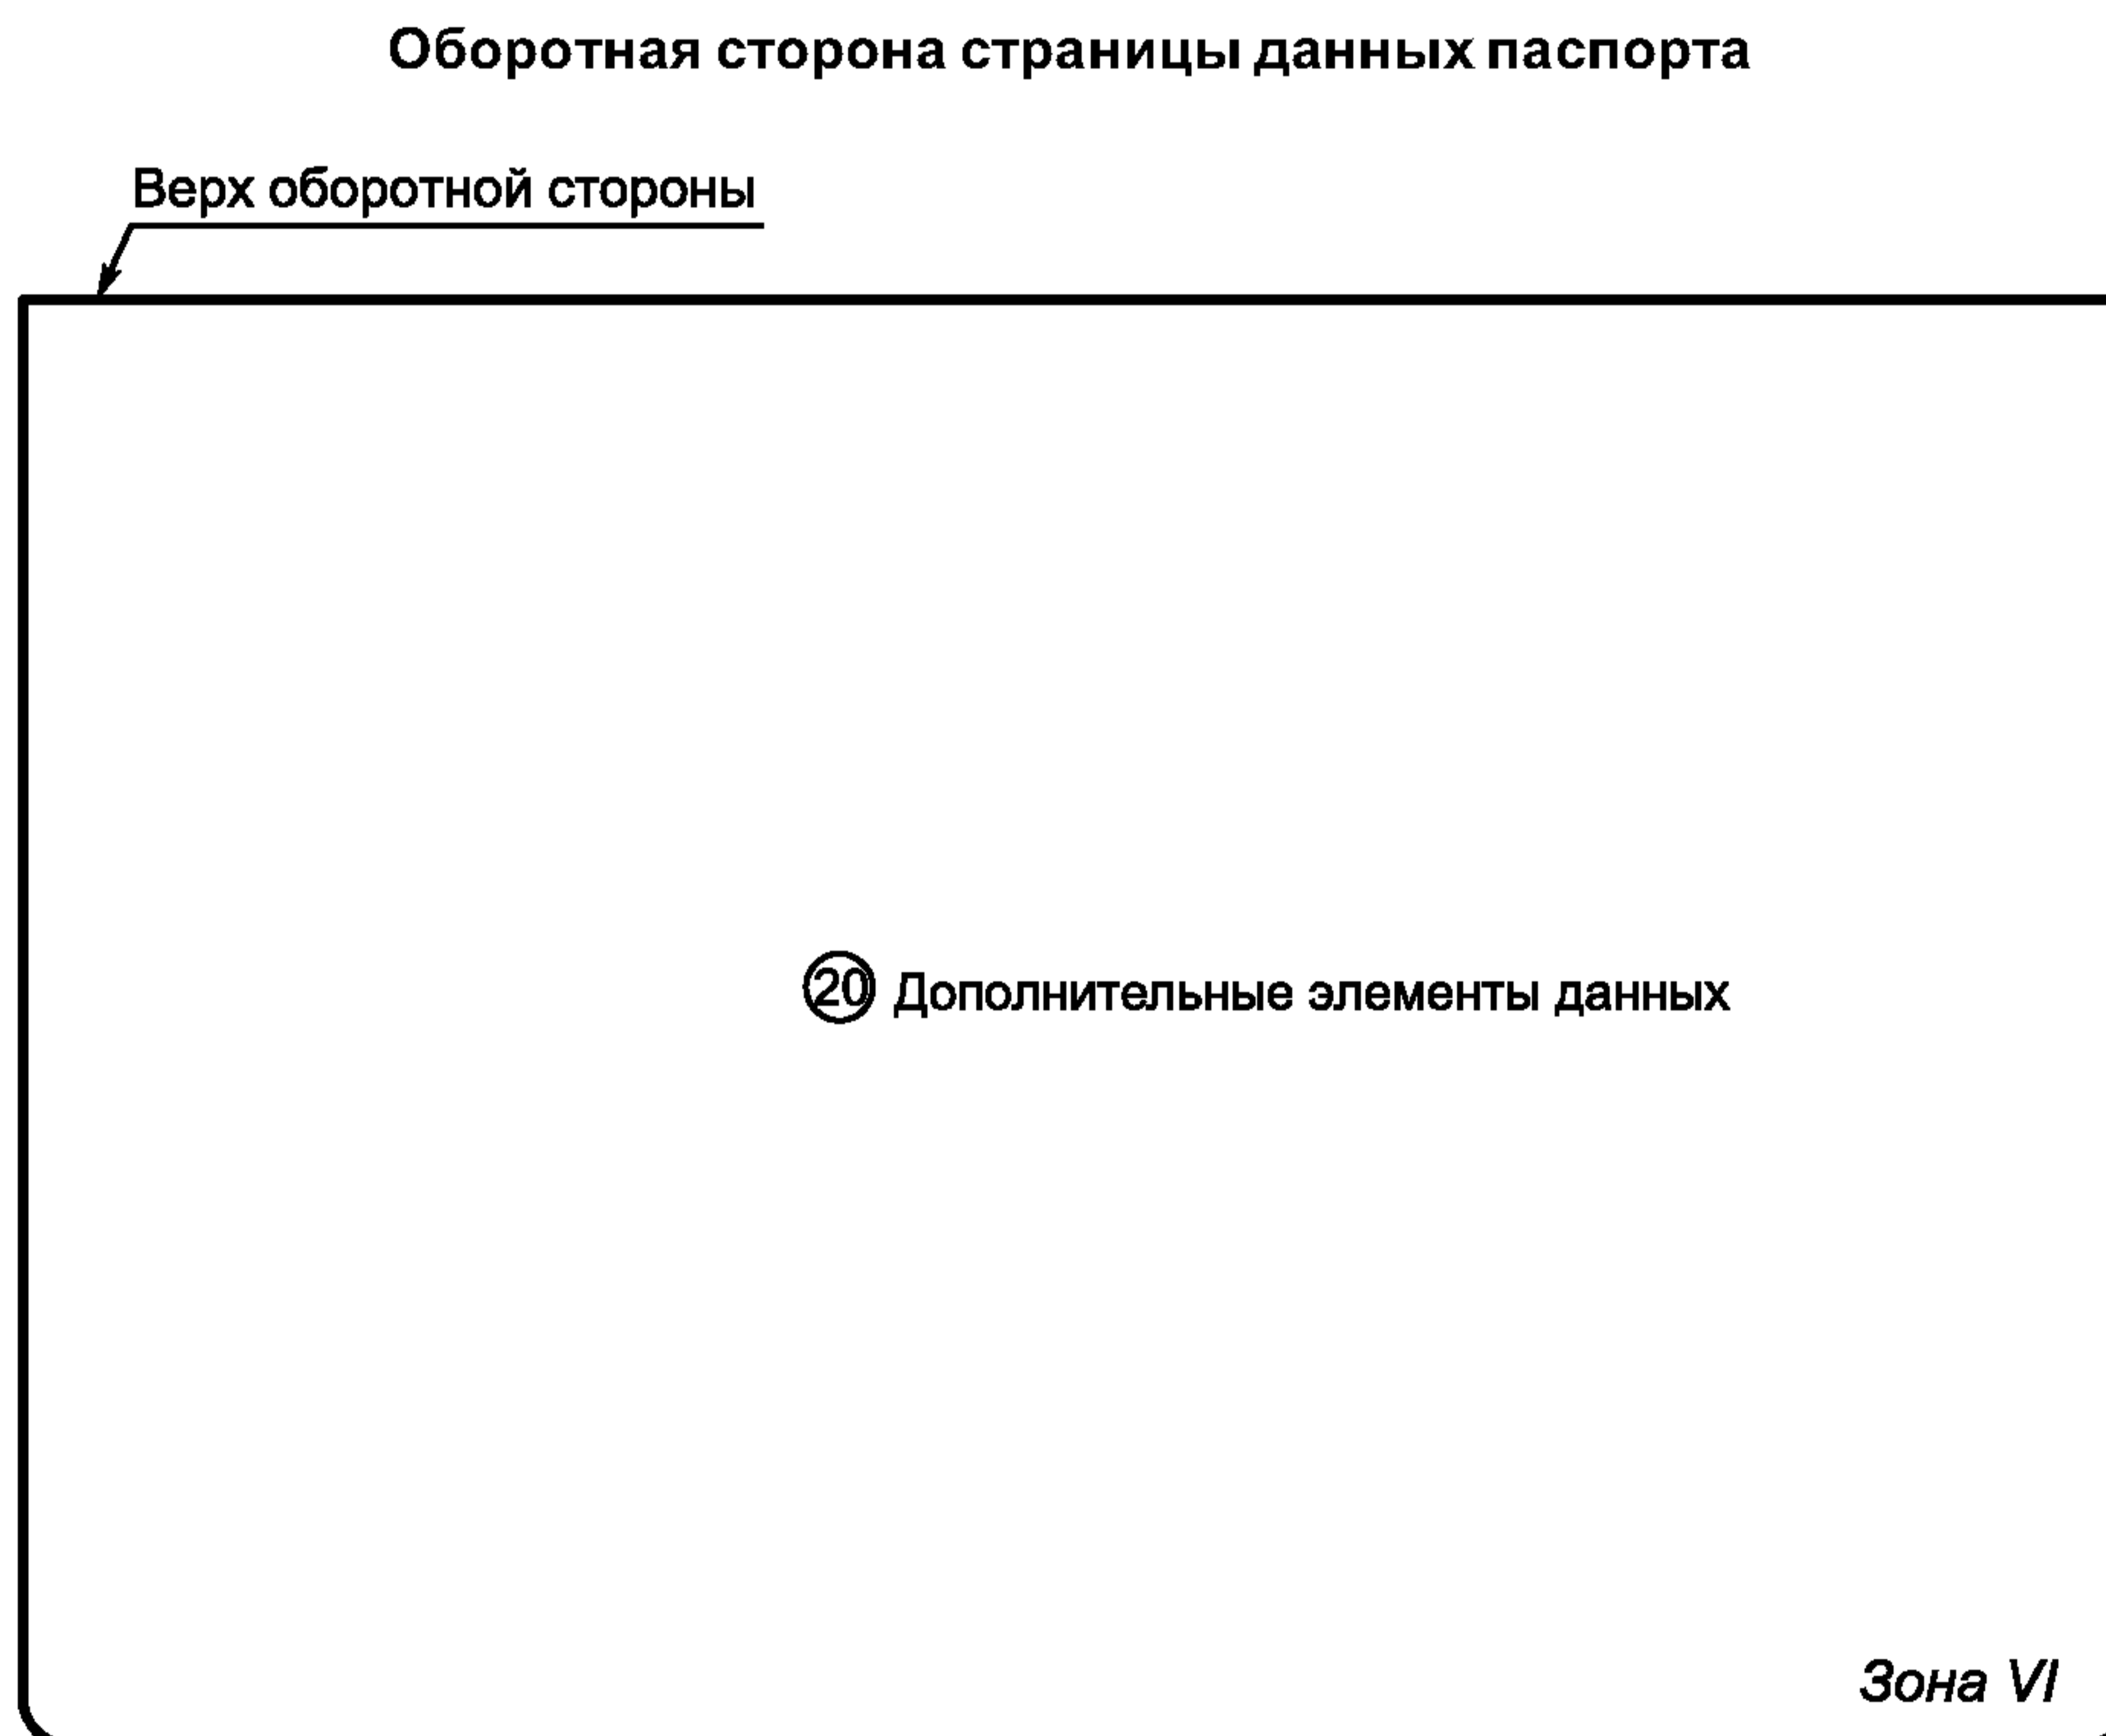 Оборотная сторона страницы данных паспорта
Верх оборотной стороны
20 Дополнительные элементы данных
Зона VI